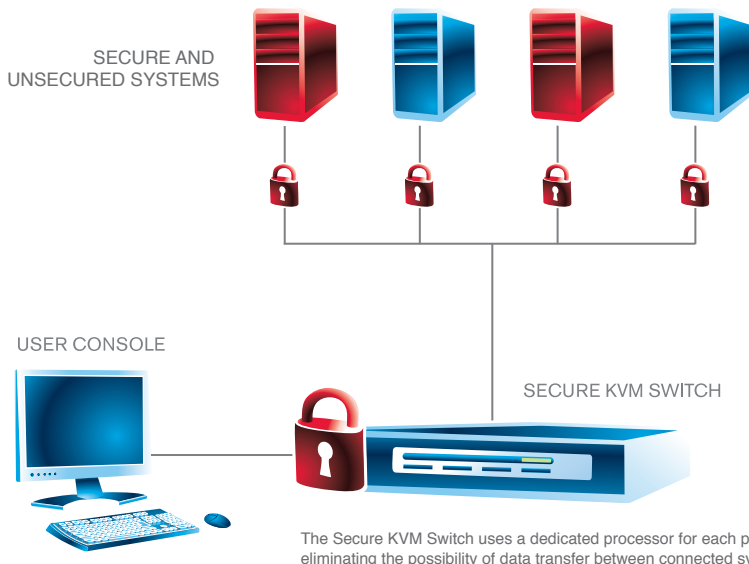 SECURE AND
UNSECURED SYSTEMS
USER CONSOLE
SECURE KVM SWITCH
The Secure KVM Switch uses a dedicated processor for each
eliminating the possibility of data transfer between connected